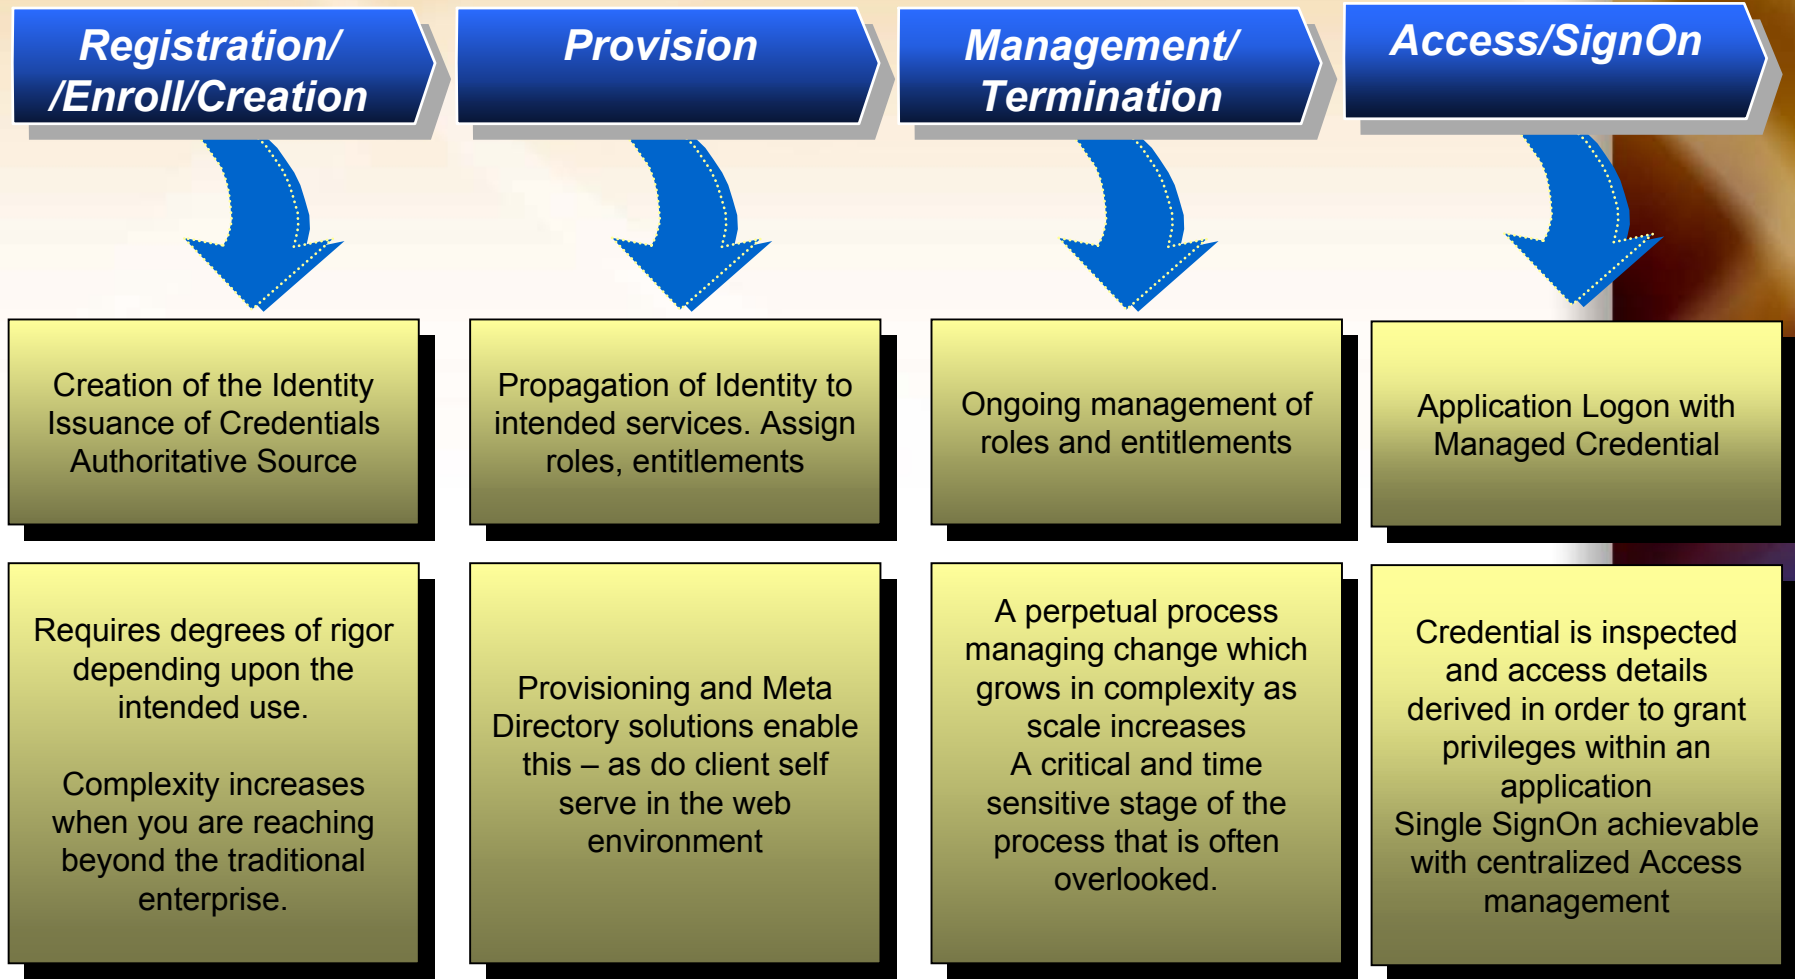 Registration/
/Enroll/Creation
Provision
Management/
Termination
Access/SignOn
Creation of the Identity
Issuance of Credentials
Authoritative Source
Propagation of Identity to
intended services. Assign
roles, entitlements
Ongoing management of
roles and entitlements
Application Logon with
Managed Credential
Requires degrees of rigor
depending upon the
intended use.
Complexity increases
when you are reaching
beyond the traditional
enterprise.
Provisioning and Meta
Directory solutions enable
this – as do client self
serve in the web
environment
A perpetual process
managing change which
grows in complexity as
scale increases
A critical and time
sensitive stage of the
process that is often
overlooked.
Credential is inspected
and access details
derived in order to grant
privileges within an
application
Single SignOn achievable
with centralized Access
management